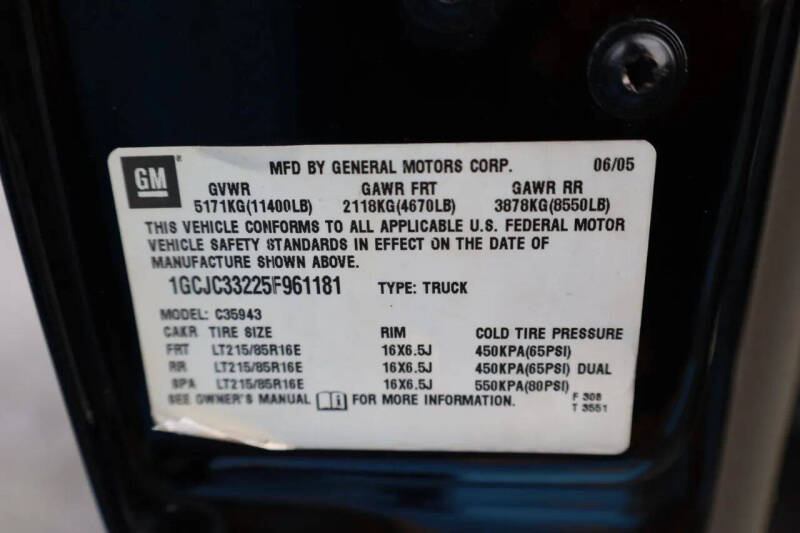 GM
MFD BY GENERAL MOTORS CORP. 06/05
GVWR GAWR FRT GAWR RR
5171KG(11400LB) 2118KG(4670LB) 3878KG(8550LB)
THIS VEHICLE CONFORMS TO ALL APPLICABLE U.S. FEDERAL MOTOR
VEHICLE SAFETY STANDARDS IN EFFECT ON THE DATE OF
MANUFACTURE SHOWN ABOVE.
1GCJC33225F961181 TYPE: TRUCK
MODEL: C35943
CAKR TIRE SIZE RIM COLD TIRE PRESSURE
FRT LT215/85R16E 16X6.5J 450KPA(65PSI)
RR LT215/85R16E 16X6.5J 450KPA(65PSI) DUAL
SPA LT215/85R16E 16X6.5J 550KPA(80PSI)
SEE OWNER'S MANUAL FOR MORE INFORMATION.
F 308
T 3551